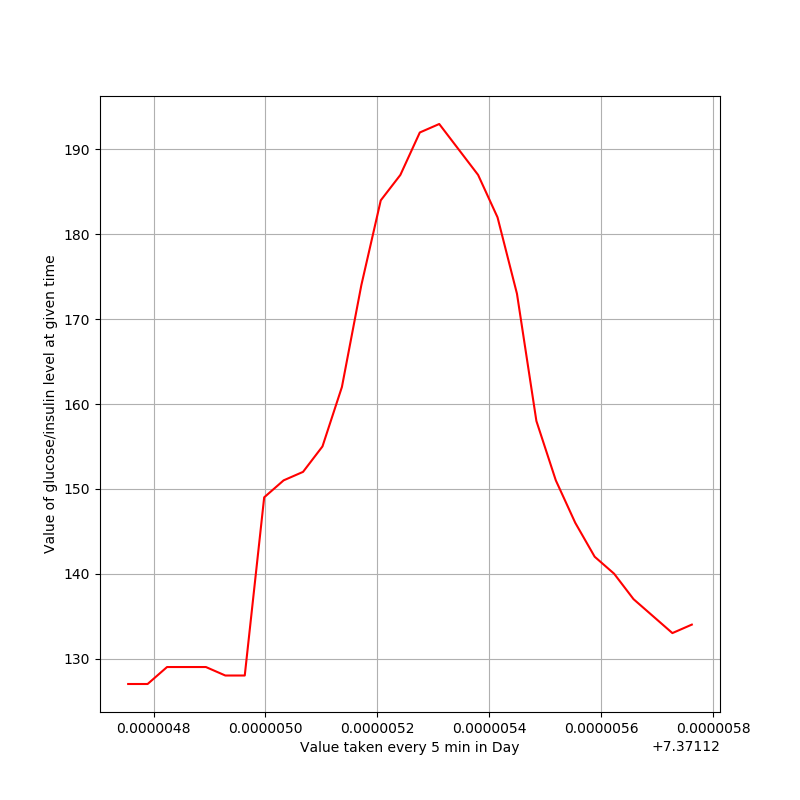 190
180
170
160
150
140
130
Value of glucose/insulin level at given time
0.0000048 0.0000050 0.0000052 0.0000054 0.0000056 0.0000058
Value taken every 5 min in Day
+7.37112